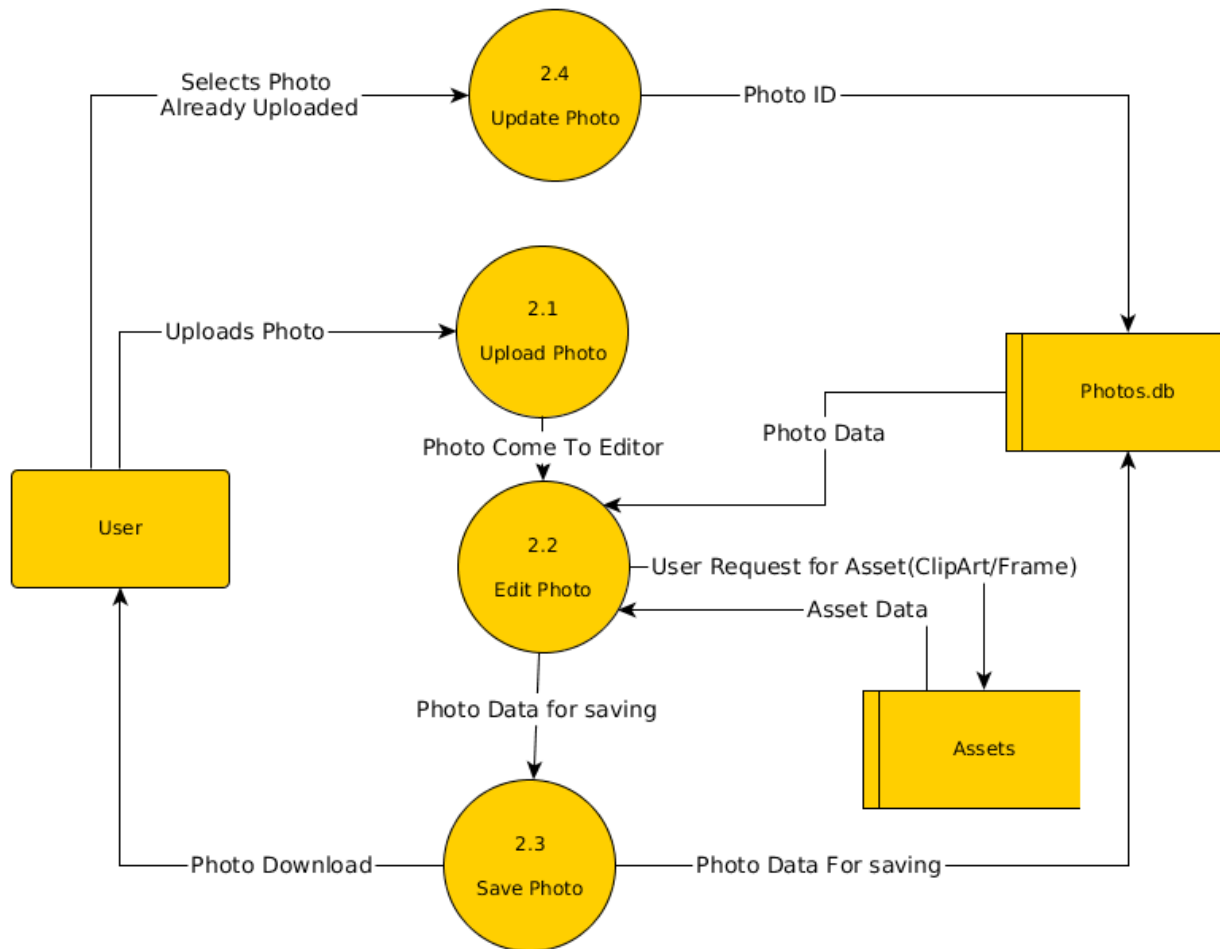 2.4
Selects Photo
Already Uploaded
Photo ID
Update Photo
2.1
Uploads Photo
Upload Photo
Photos.db
Photo Data
Photo Come To Editor
User
2.2
User Request for Asset(ClipArt/Frame)
Edit Photo
Asset Data
Photo Data for saving
Assets
2.3
Photo Download
Photo Data For saving
Save Photo